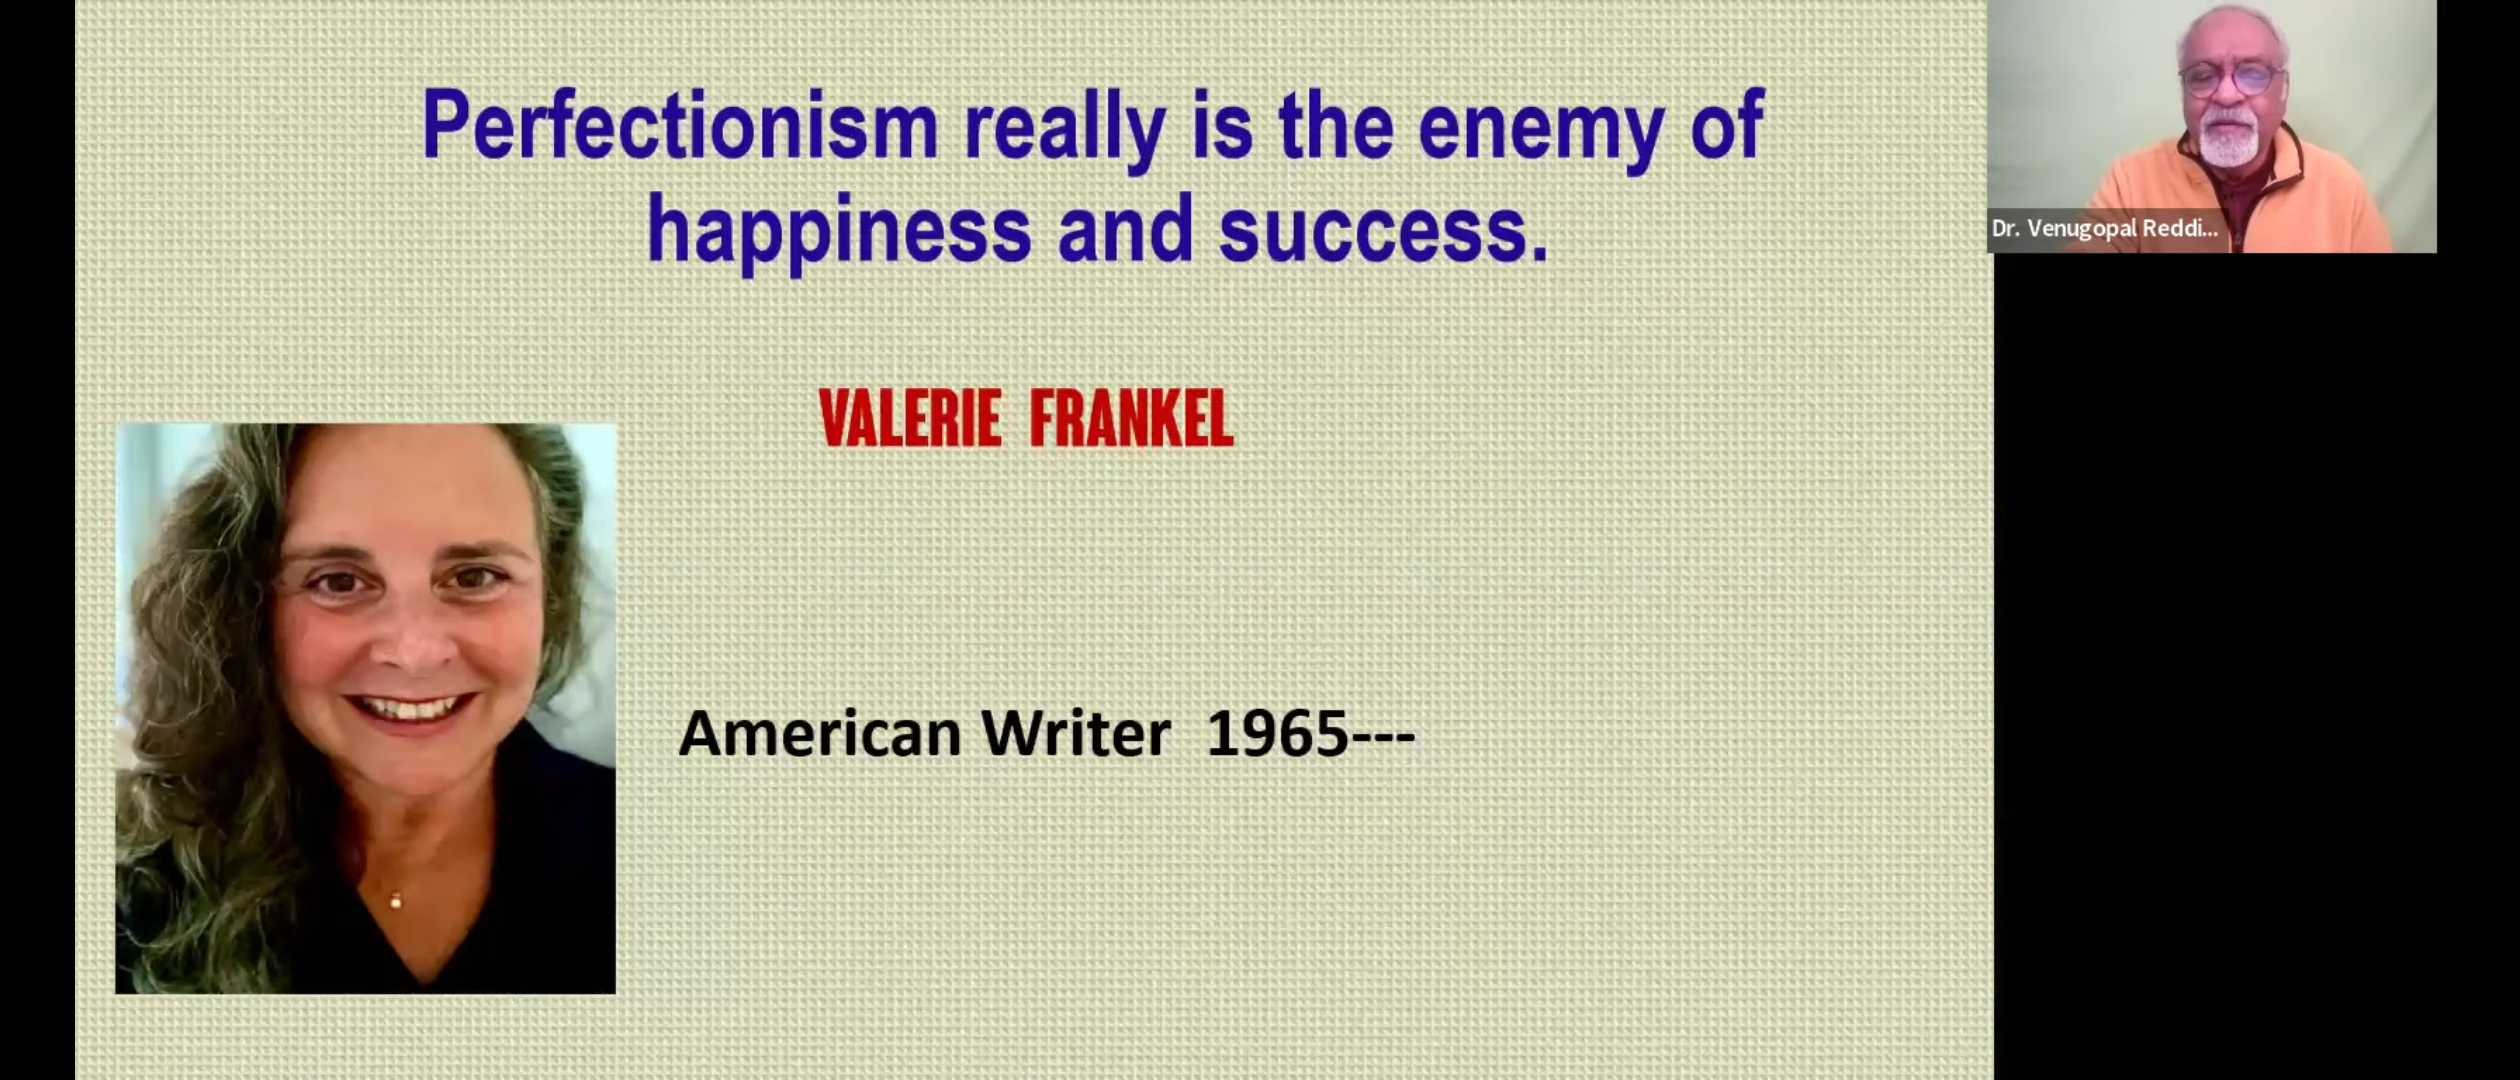 Perfectionism really is the enemy of
happiness and success.
VALERIE FRANKEL
American Writer 1965---
Dr. Venugopal Reddi...